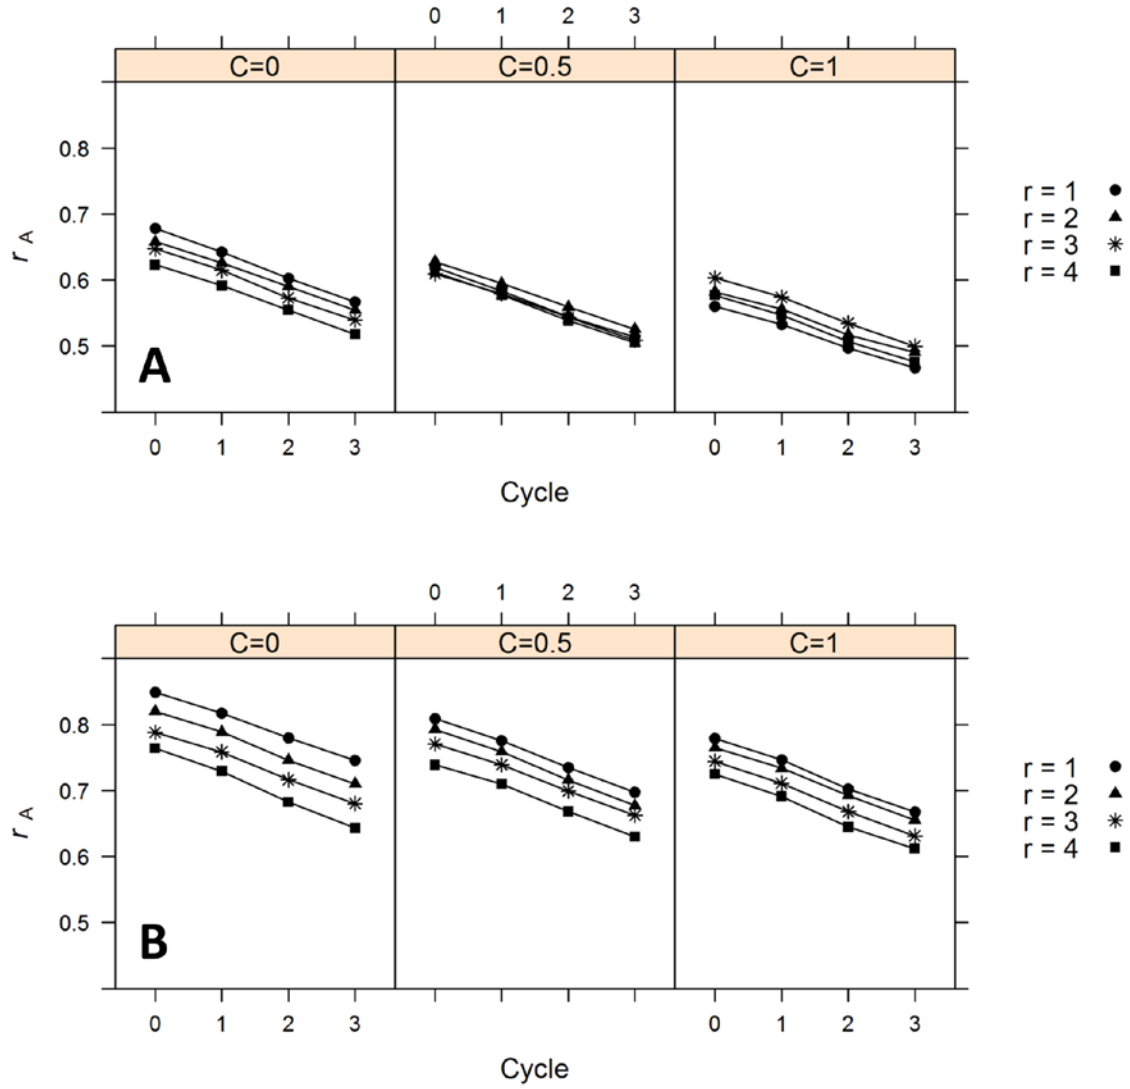 0 1 2 3
C=0 C=0.5 C=1
0.8
0.7
0.6
0.5
r A
A
r = 1
r = 2
r = 3
r = 4
0 1 2 3 0 1 2 3
Cycle
0 1 2 3
C=0 C=0.5 C=1
0.8
0.7
0.6
0.5
r A
B
r = 1
r = 2
r = 3
r = 4
0 1 2 3 0 1 2 3
Cycle